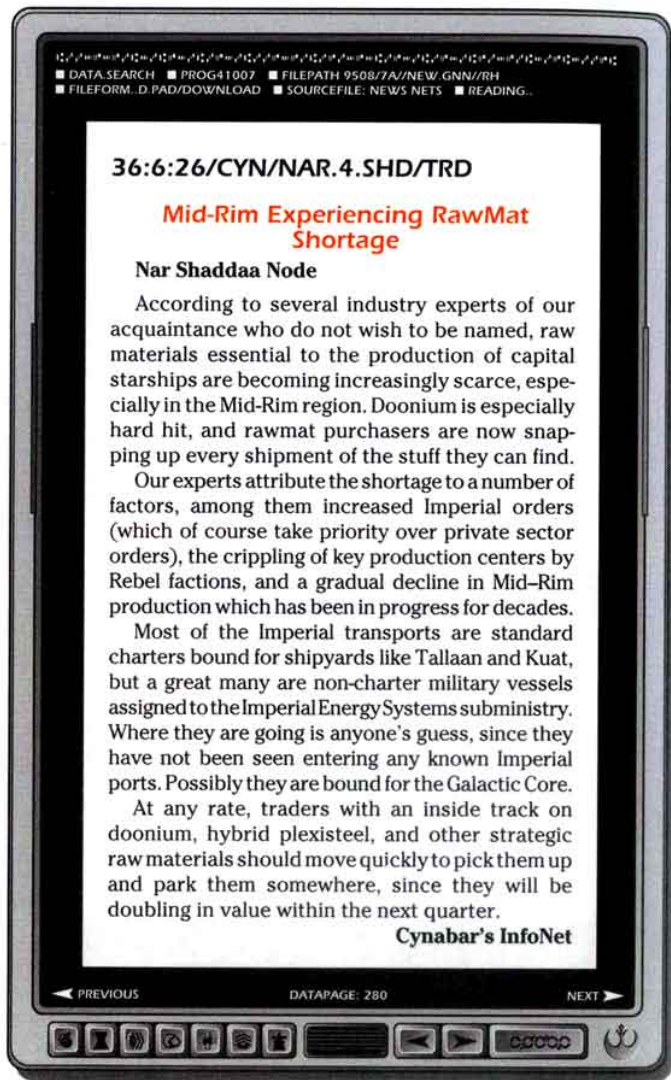 ■ DATA.SEARCH ■ PROG41007 ■ FILEPATH 9508/7A//NEW.GNN//RH
■ FILEFORM..D.PAD/DOWNLOAD ■ SOURCEFILE: NEWS NETS ■ READING..
36:6:26/CYN/NAR.4.SHD/TRD
Mid-Rim Experiencing RawMat
Shortage
Nar Shaddaa Node
According to several industry experts of our
acquaintance who do not wish to be named, raw
materials essential to the production of capital
starships are becoming increasingly scarce, espe-
cially in the Mid-Rim region. Doonium is especially
hard hit, and rawmat purchasers are now snap-
ping up every shipment of the stuff they can find.
Our experts attribute the shortage to a number of
factors, among them increased Imperial orders
(which of course take priority over private sector
orders), the crippling of key production centers by
Rebel factions, and a gradual decline in Mid–Rim
production which has been in progress for decades.
Most of the Imperial transports are standard
charters bound for shipyards like Tallaan and Kuat,
but a great many are non-charter military vessels
assigned to the Imperial Energy Systems subministry.
Where they are going is anyone's guess, since they
have not been seen entering any known Imperial
ports. Possibly they are bound for the Galactic Core.
At any rate, traders with an inside track on
doonium, hybrid plexisteel, and other strategic
raw materials should move quickly to pick them up
and park them somewhere, since they will be
doubling in value within the next quarter.
Cynabar's InfoNet
PREVIOUS DATAPAGE: 280 NEXT